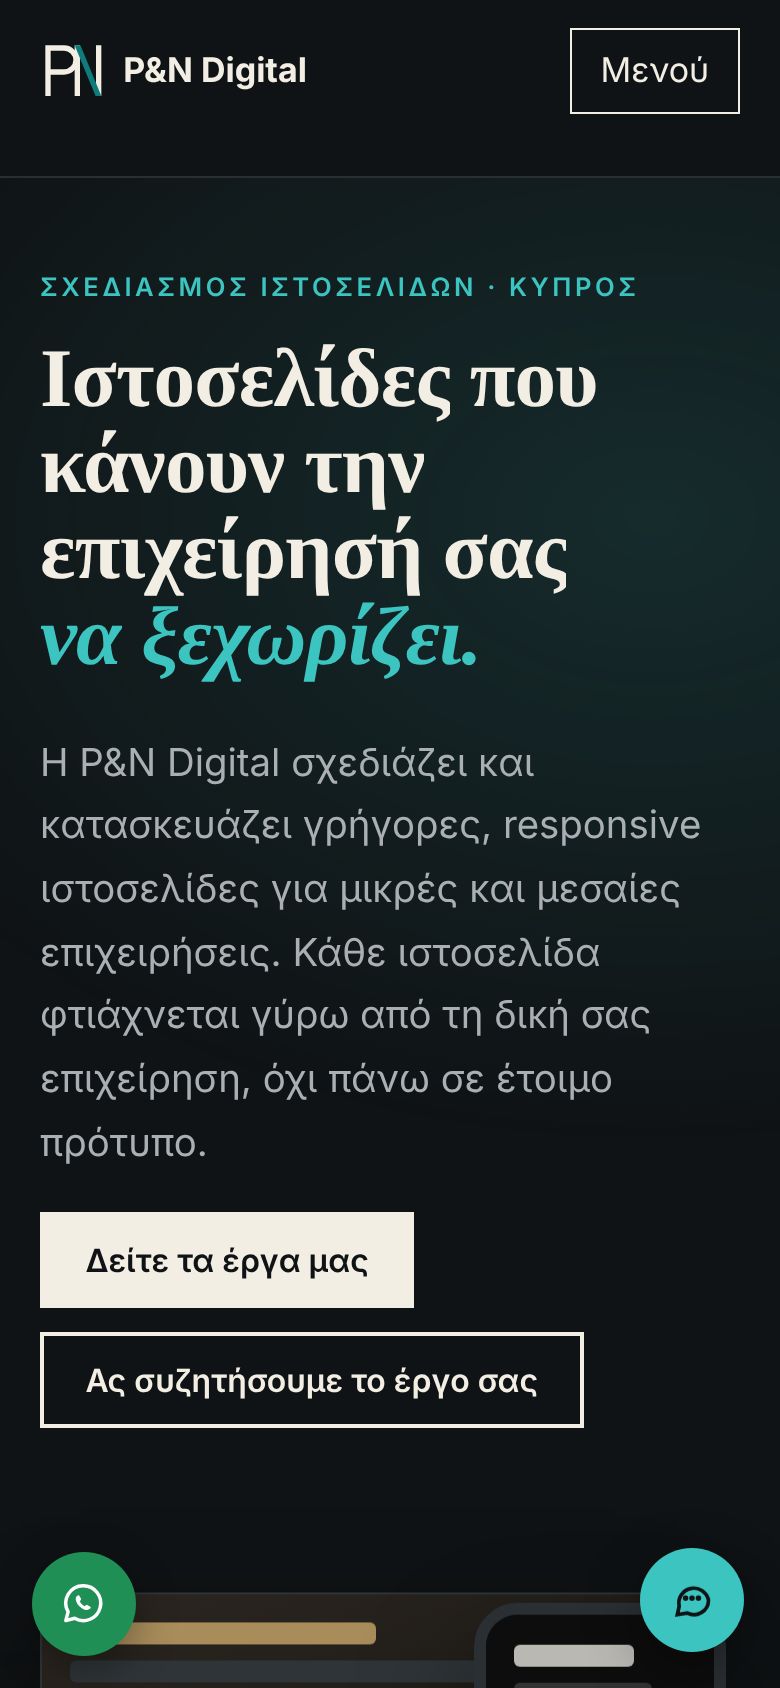 PN P&N Digital
Μενού
ΣΧΕΔΙΑΣΜΟΣ ΙΣΤΟΣΕΛΙΔΩΝ · ΚΥΠΡΟΣ
Ιστοσελίδες που
κάνουν την
επιχείρησή σας
να ξεχωρίζει.
Η P&N Digital σχεδιάζει και
κατασκευάζει γρήγορες, responsive
ιστοσελίδες για μικρές και μεσαίες
επιχειρήσεις. Κάθε ιστοσελίδα
φτιάχνεται γύρω από τη δική σας
επιχείρηση, όχι πάνω σε έτοιμο
πρότυπο.
Δείτε τα έργα μας
Ας συζητήσουμε το έργο σας